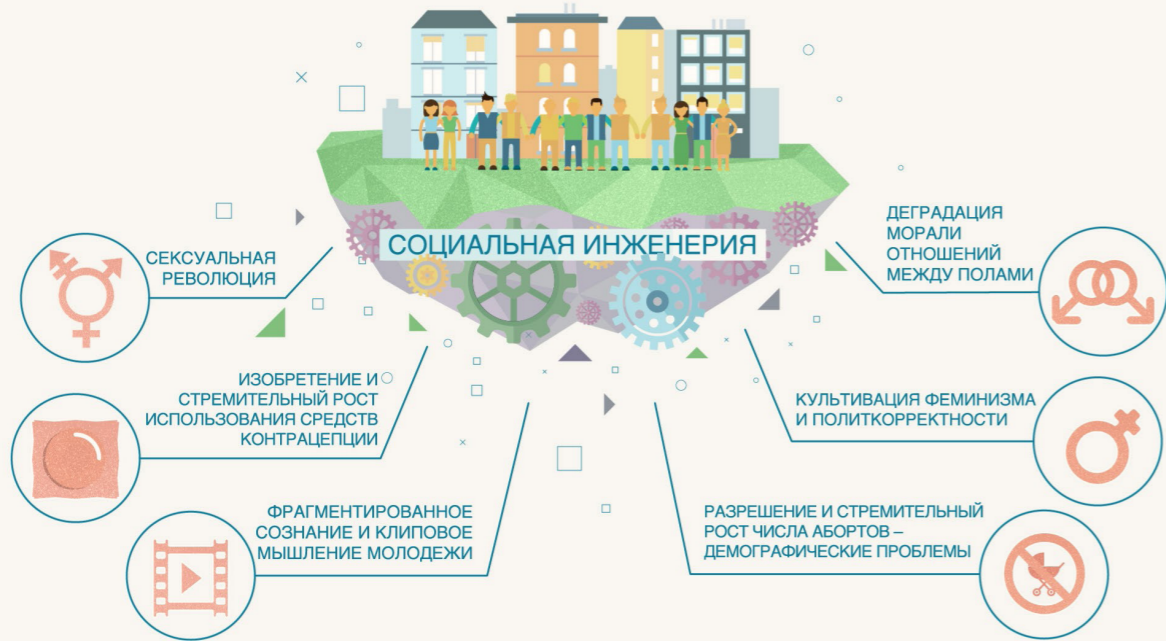 СОЦИАЛЬНАЯ ИНЖЕНЕРИЯ
СЕКСУАЛЬНАЯ
РЕВОЛЮЦИЯ
ИЗОБРЕТЕНИЕ И
СТРЕМИТЕЛЬНЫЙ РОСТ
ИСПОЛЬЗОВАНИЯ СРЕДСТВ
КОНТРАЦЕПЦИИ
ФРАГМЕНТИРОВАННОЕ
СОЗНАНИЕ И КЛИПОВОЕ
МЫШЛЕНИЕ МОЛОДЕЖИ
ДЕГРАДАЦИЯ
МОРАЛИ
ОТНОШЕНИЙ
МЕЖДУ ПОЛАМИ
КУЛЬТИВАЦИЯ ФЕМИНИЗМА
И ПОЛИТКОРРЕКТНОСТИ
РАЗРЕШЕНИЕ И СТРЕМИТЕЛЬНЫЙ
РОСТ ЧИСЛА АБОРТОВ –
ДЕМОГРАФИЧЕСКИЕ ПРОБЛЕМЫ